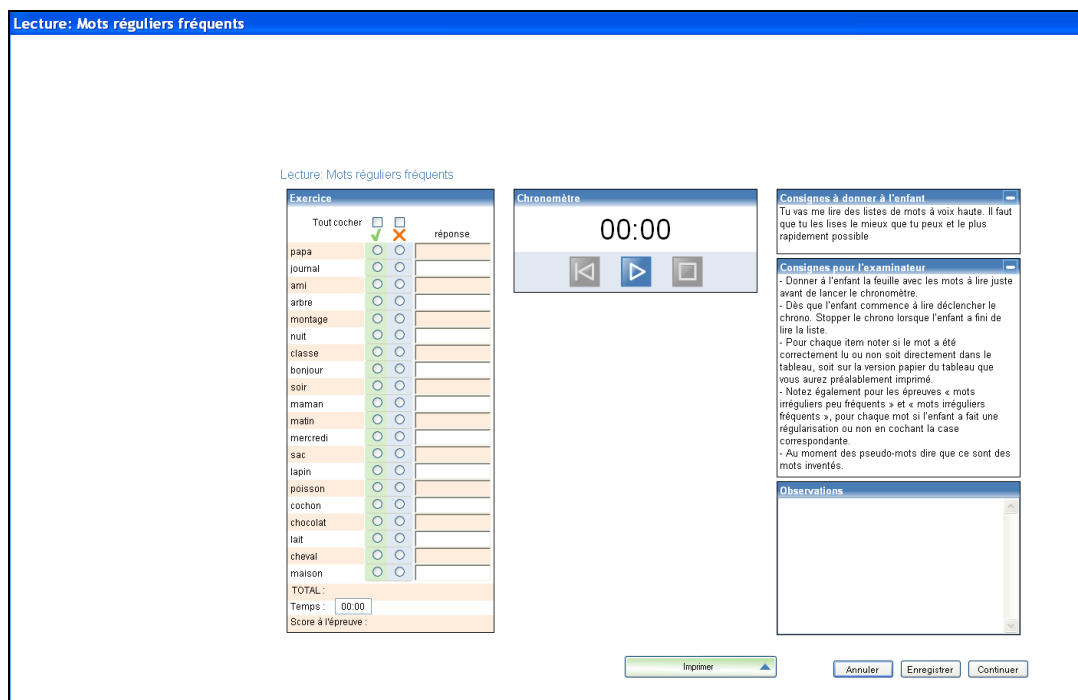 Lecture: Mots réguliers fréquents
Lecture: Mots réguliers fréquents
Exercice
Tout cocher
réponse
papa
journal
ami
arbre
montage
nuit
classe
bonjour
soir
maman
matin
mercredi
sac
lapin
poisson
cochon
chocolat
lait
cheval
maison
TOTAL :
Temps : 00:00
Score à l'épreuve :
Chronomètre
00:00
Consignes à donner à l'enfant
Tu vas me lire des listes de mots à voix haute. Il faut
que tu les lises le mieux que tu peux et le plus
rapidement possible
Consignes pour l'examinateur
- Donner à l'enfant la feuille avec les mots à lire juste
avant de lancer le chronomètre.
- Dès que l'enfant commence à lire déclencher le
chrono. Stopper le chrono lorsque l'enfant a fini de
lire la liste.
- Pour chaque item noter si le mot a été
correctement lu ou non soit directement dans le
tableau, soit sur la version papier du tableau que
vous aurez préalablement imprimé.
- Notez également pour les épreuves « mots
irréguliers peu fréquents » et « mots irréguliers
fréquents », pour chaque mot si l'enfant a fait une
régularisation ou non en cochant la case
correspondante.
- Au moment des pseudo-mots dire que ce sont des
mots inventés.
Observations
Imprimer
Annuler
Enregistrer
Continuer